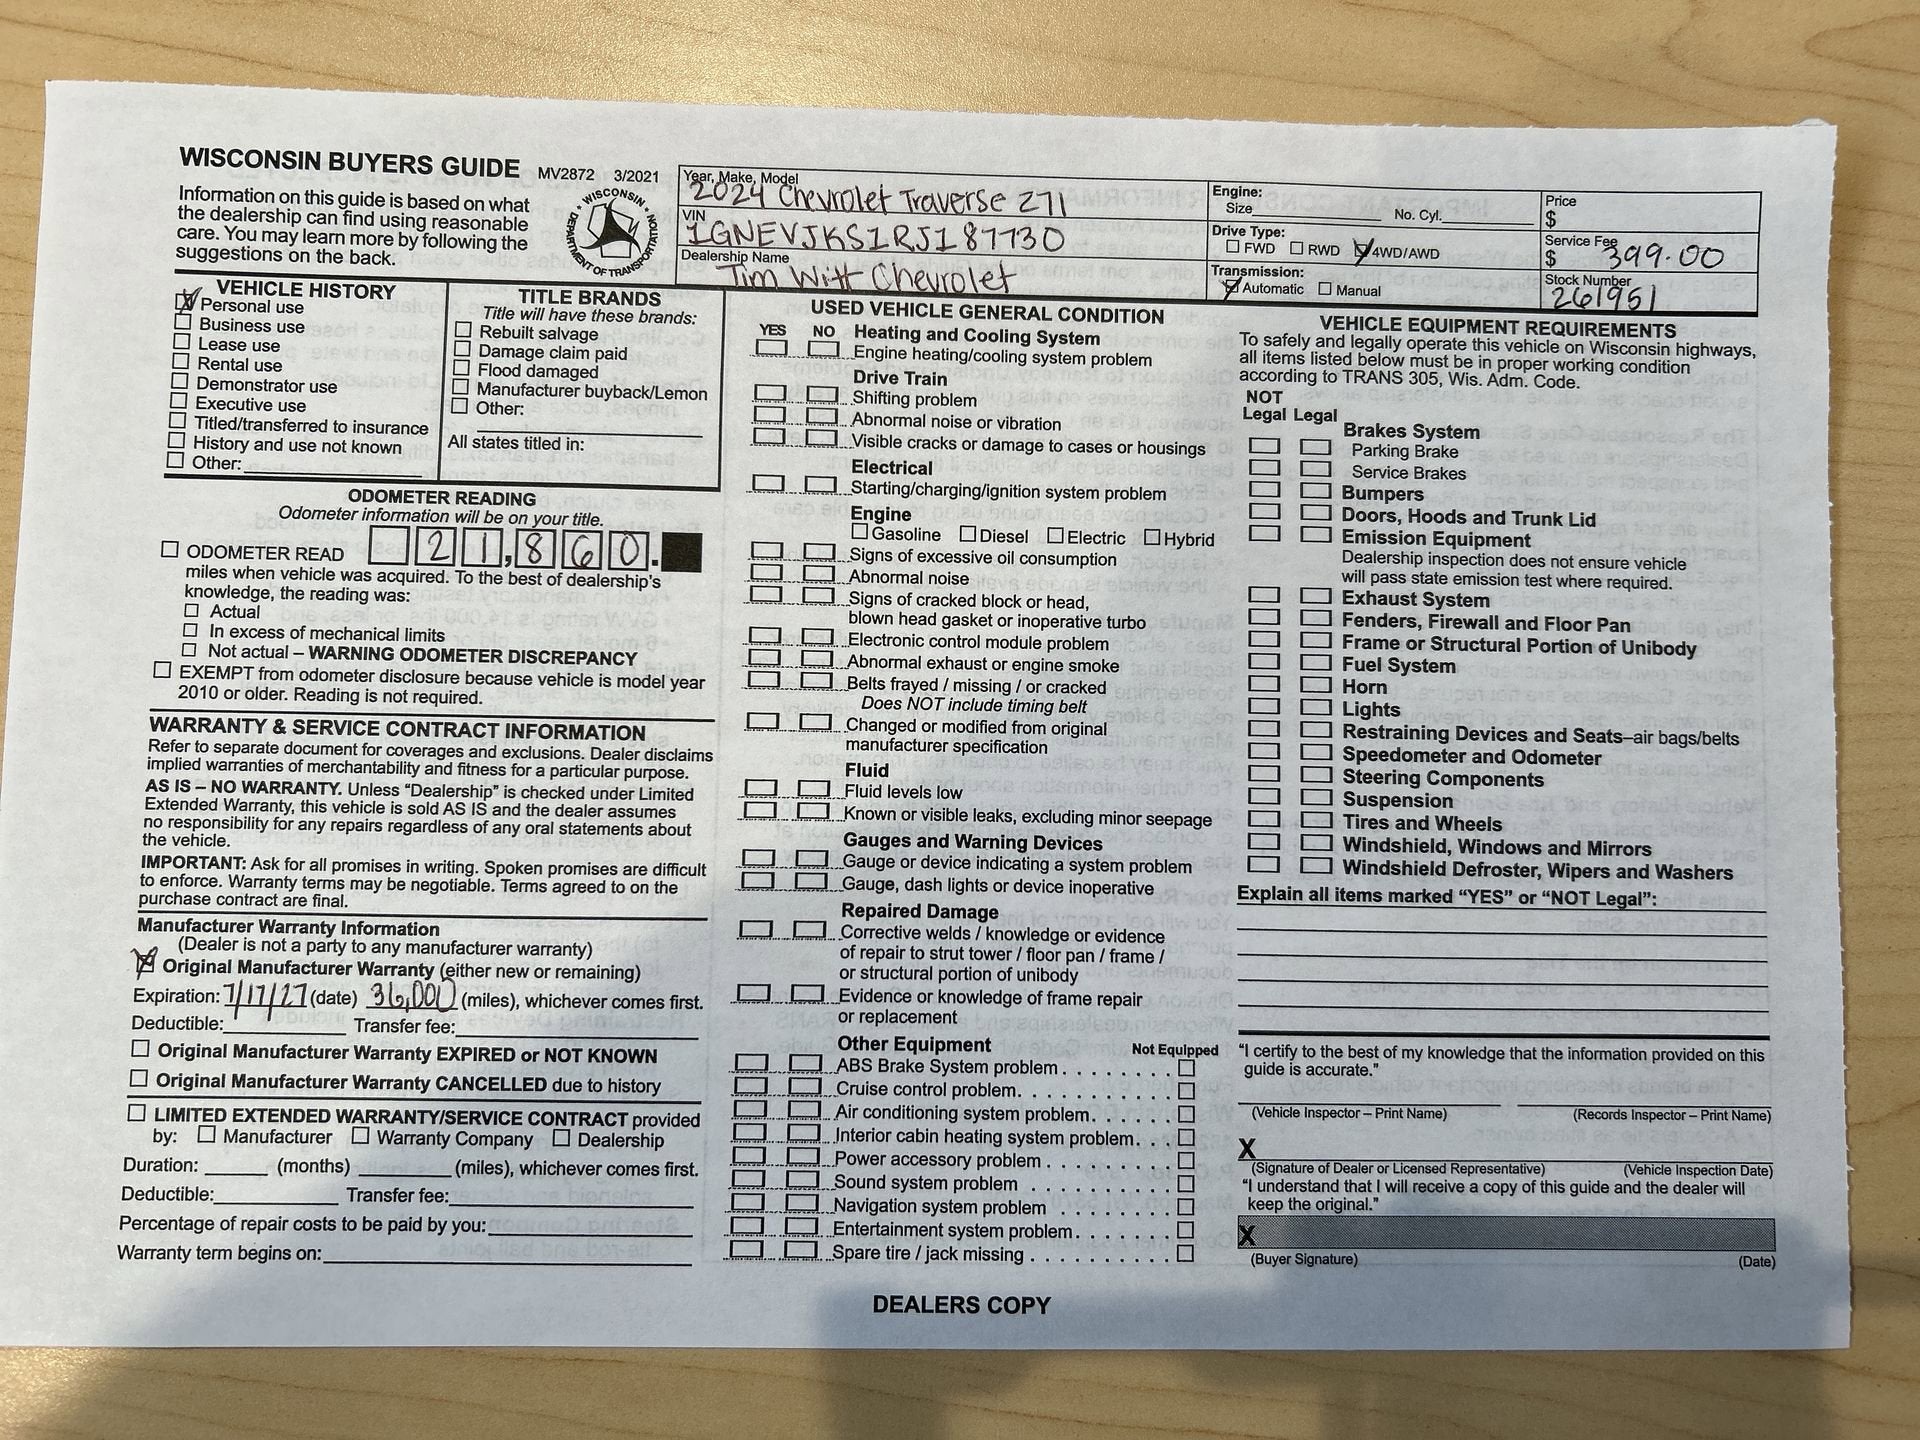 WISCONSIN BUYERS GUIDE MV2872 3/2021
Information on this guide is based on what
the dealership can find using reasonable
care. You may learn more by following the
suggestions on the back.
WISCONSIN
DEPARTMENT OF TRANSPORTATION
Year, Make, Model
2024 Chevrolet Traverse Z71
VIN
1GNEVJKS1RJ187730
Dealership Name
Tim Witt Chevrolet
Engine:
Size No. Cyl.
Drive Type:
FWD RWD 4WD/AWD
Transmission:
Automatic Manual
Price
$
Service Fee
$ 399.00
Stock Number
261951
VEHICLE HISTORY
Personal use
Business use
Lease use
Rental use
Demonstrator use
Executive use
Titled/transferred to insurance
History and use not known
Other:
TITLE BRANDS
Title will have these brands:
Rebuilt salvage
Damage claim paid
Flood damaged
Manufacturer buyback/Lemon
Other:
All states titled in:
ODOMETER READING
Odometer information will be on your title.
ODOMETER READ 21,860.
miles when vehicle was acquired. To the best of dealership's
knowledge, the reading was:
Actual
In excess of mechanical limits
Not actual – WARNING ODOMETER DISCREPANCY
EXEMPT from odometer disclosure because vehicle is model year
2010 or older. Reading is not required.
WARRANTY & SERVICE CONTRACT INFORMATION
Refer to separate document for coverages and exclusions. Dealer disclaims
implied warranties of merchantability and fitness for a particular purpose.
AS IS – NO WARRANTY. Unless "Dealership" is checked under Limited
Extended Warranty, this vehicle is sold AS IS and the dealer assumes
no responsibility for any repairs regardless of any oral statements about
the vehicle.
IMPORTANT: Ask for all promises in writing. Spoken promises are difficult
to enforce. Warranty terms may be negotiable. Terms agreed to on the
purchase contract are final.
Manufacturer Warranty Information
(Dealer is not a party to any manufacturer warranty)
Original Manufacturer Warranty (either new or remaining)
Expiration: 7/17/27 (date) 36,000 (miles), whichever comes first.
Deductible: Transfer fee:
Original Manufacturer Warranty EXPIRED or NOT KNOWN
Original Manufacturer Warranty CANCELLED due to history
LIMITED EXTENDED WARRANTY/SERVICE CONTRACT provided
by: Manufacturer Warranty Company Dealership
Duration: (months) (miles), whichever comes first.
Deductible: Transfer fee:
Percentage of repair costs to be paid by you:
Warranty term begins on:
USED VEHICLE GENERAL CONDITION
YES NO Heating and Cooling System
Engine heating/cooling system problem
Drive Train
Shifting problem
Abnormal noise or vibration
Visible cracks or damage to cases or housings
Electrical
Starting/charging/ignition system problem
Engine
Gasoline Diesel Electric Hybrid
Signs of excessive oil consumption
Abnormal noise
Signs of cracked block or head,
blown head gasket or inoperative turbo
Electronic control module problem
Abnormal exhaust or engine smoke
Belts frayed / missing / or cracked
Does NOT include timing belt
Changed or modified from original
manufacturer specification
Fluid
Fluid levels low
Known or visible leaks, excluding minor seepage
Gauges and Warning Devices
Gauge or device indicating a system problem
Gauge, dash lights or device inoperative
Repaired Damage
Corrective welds / knowledge or evidence
of repair to strut tower / floor pan / frame /
or structural portion of unibody
Evidence or knowledge of frame repair
or replacement
Other Equipment Not Equipped
ABS Brake System problem
Cruise control problem
Air conditioning system problem
Interior cabin heating system problem
Power accessory problem
Sound system problem
Navigation system problem
Entertainment system problem
Spare tire / jack missing
VEHICLE EQUIPMENT REQUIREMENTS
To safely and legally operate this vehicle on Wisconsin highways,
all items listed below must be in proper working condition
according to TRANS 305, Wis. Adm. Code.
NOT
Legal Legal
Brakes System
Parking Brake
Service Brakes
Bumpers
Doors, Hoods and Trunk Lid
Emission Equipment
Dealership inspection does not ensure vehicle
will pass state emission test where required.
Exhaust System
Fenders, Firewall and Floor Pan
Frame or Structural Portion of Unibody
Fuel System
Horn
Lights
Restraining Devices and Seats–air bags/belts
Speedometer and Odometer
Steering Components
Suspension
Tires and Wheels
Windshield, Windows and Mirrors
Windshield Defroster, Wipers and Washers
Explain all items marked "YES" or "NOT Legal":
"I certify to the best of my knowledge that the information provided on this
guide is accurate."
(Vehicle Inspector – Print Name) (Records Inspector – Print Name)
X
(Signature of Dealer or Licensed Representative) (Vehicle Inspection Date)
"I understand that I will receive a copy of this guide and the dealer will
keep the original."
X
(Buyer Signature) (Date)
DEALERS COPY